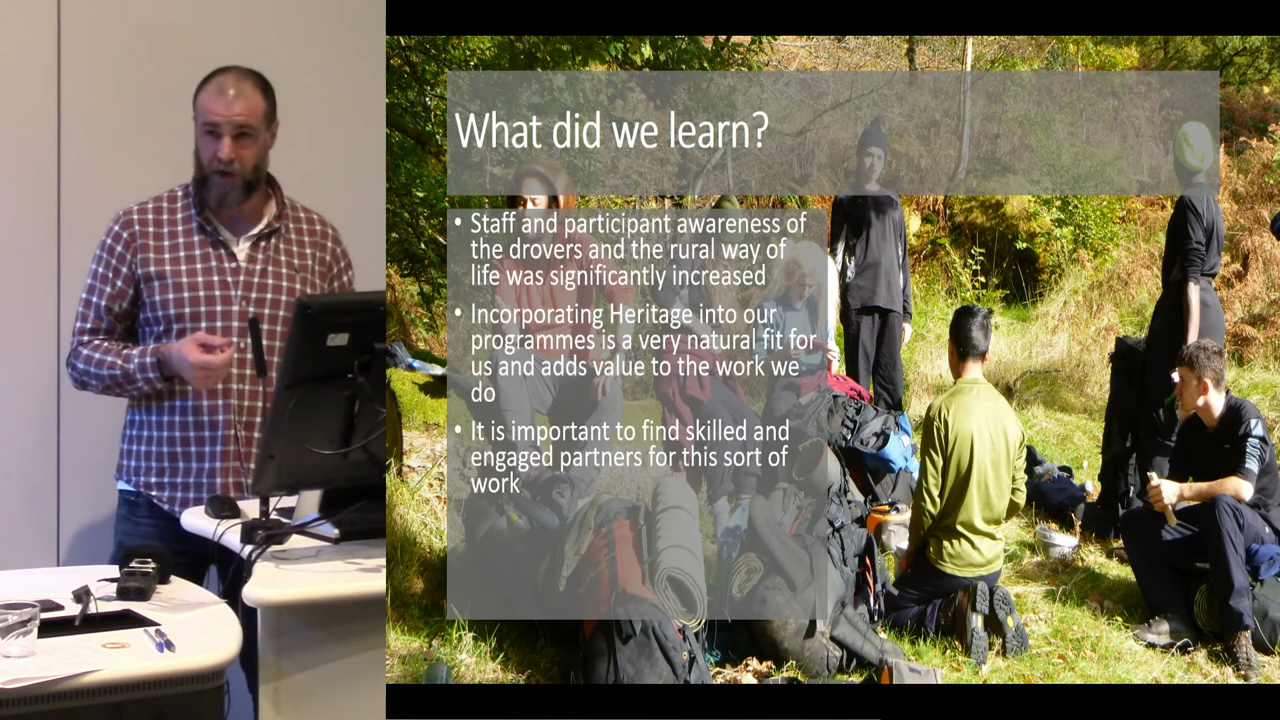 What did we learn?
• Staff and participant awareness of
the drovers and the rural way of
life was significantly increased
• Incorporating Heritage into our
programmes is a very natural fit for
us and adds value to the work we
do
• It is important to find skilled and
engaged partners for this sort of
work